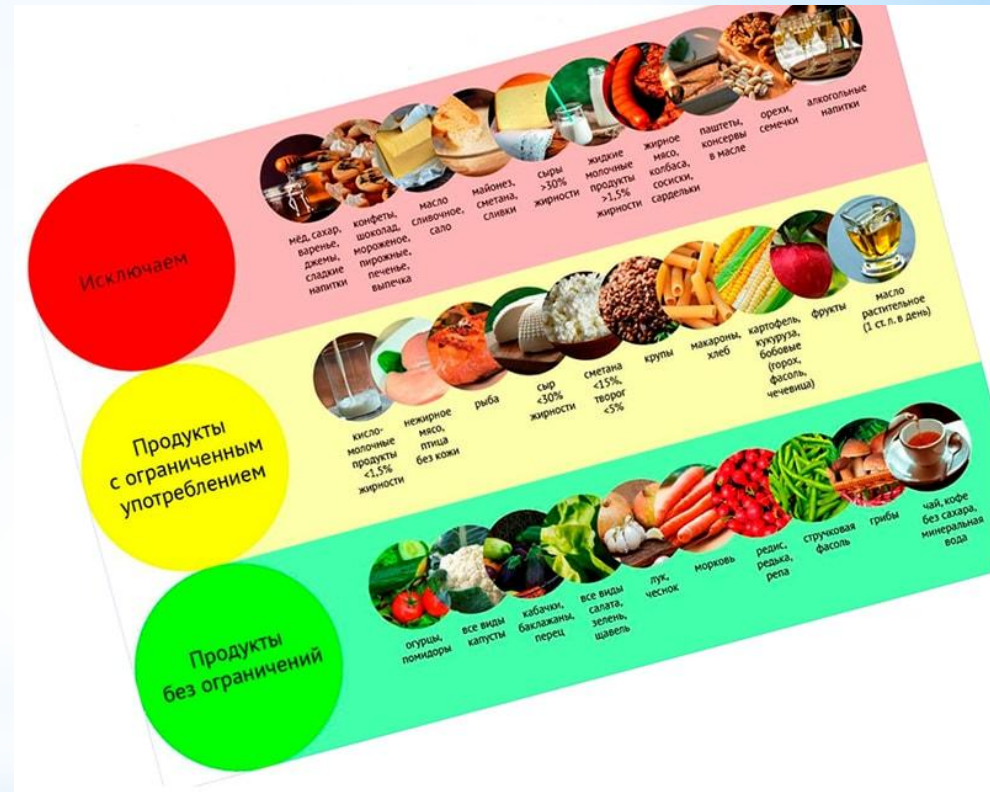 Исключаем
мёд, сахар,
варенье,
джемы,
сладкие
напитки
конфеты,
шоколад,
мороженое,
пирожные,
печенье,
выпечка
масло
сливочное,
сало
майонез,
сметана,
сливки
сыры
>30%
жирности
жидкие
молочные
продукты
>1,5%
жирности
жирное
мясо,
колбаса,
сосиски,
сардельки
паштеты,
консервы
в масле
орехи,
семечки
алкогольные
напитки
Продукты
с ограниченным
употреблением
кисло-
молочные
продукты
<1,5%
жирности
нежирное
мясо,
птица
без кожи
рыба
сыр
<30%
жирности
сметана
<15%,
творог
<5%
крупы
макароны,
хлеб
картофель,
кукуруза,
бобовые
(горох,
фасоль,
чечевица)
фрукты
масло
растительное
(1 ст. л. в день)
Продукты
без ограничений
огурцы,
помидоры
все виды
капусты
кабачки,
баклажаны,
перец
все виды
салата,
зелень,
щавель
лук,
чеснок
морковь
редис,
редька,
репа
стручковая
фасоль
грибы
чай, кофе
без сахара,
минеральная
вода